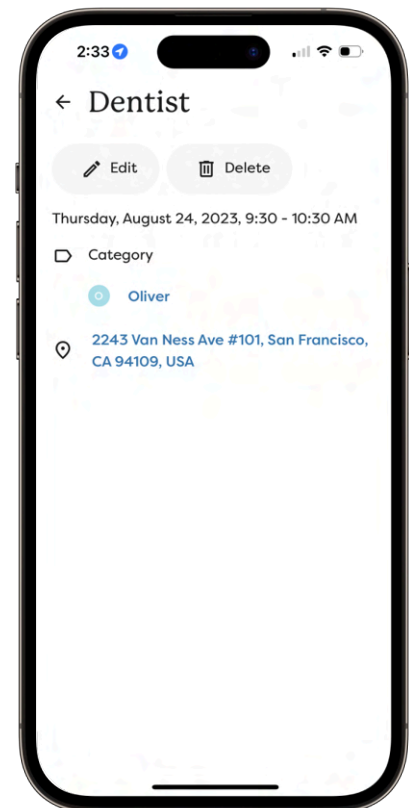 2:33
Dentist
Edit
Delete
Thursday, August 24, 2023, 9:30 - 10:30 AM
Category
O
Oliver
2243 Van Ness Ave #101, San Francisco,
CA 94109, USA